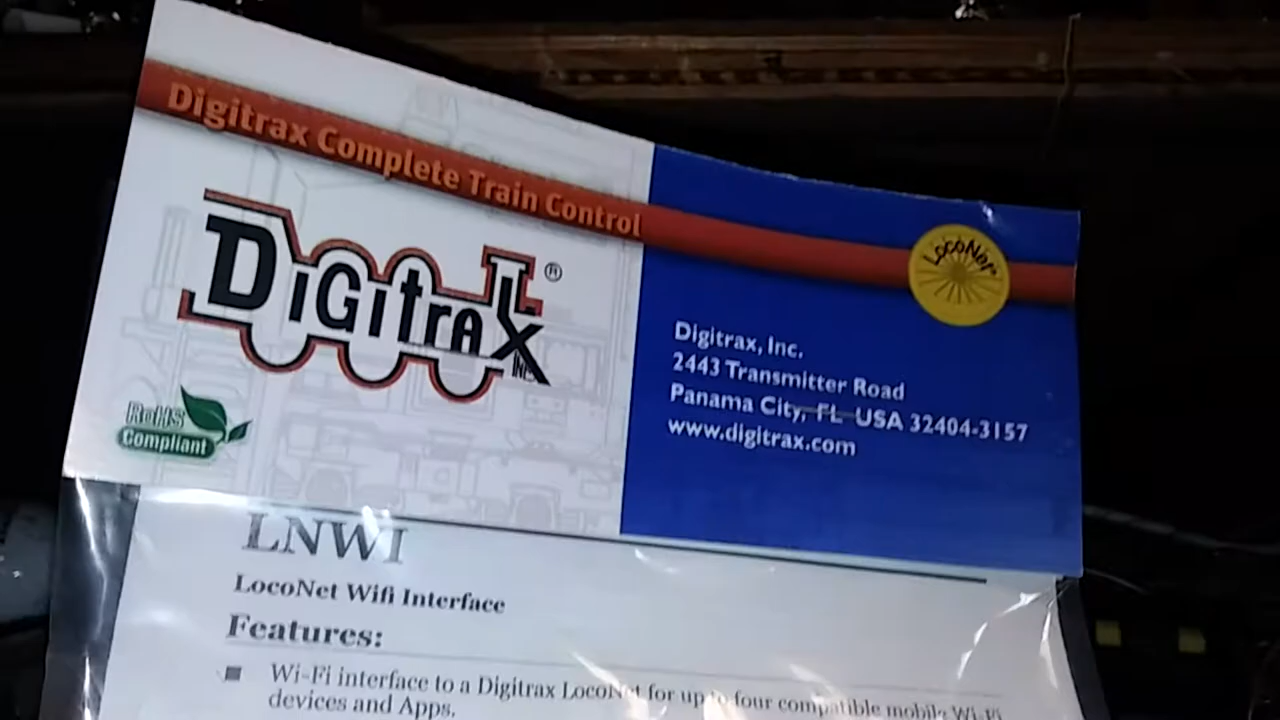 Digitrax Complete Train Control
DiGitrax
INC.
®
LocoNet
RoHS
Compliant
Digitrax, Inc.
2443 Transmitter Road
Panama City, FL USA 32404-3157
www.digitrax.com
LNWI
LocoNet Wifi Interface
Features:
Wi-Fi interface to a Digitrax LocoNet for up to four compatible mobile Wi-Fi
devices and Apps.